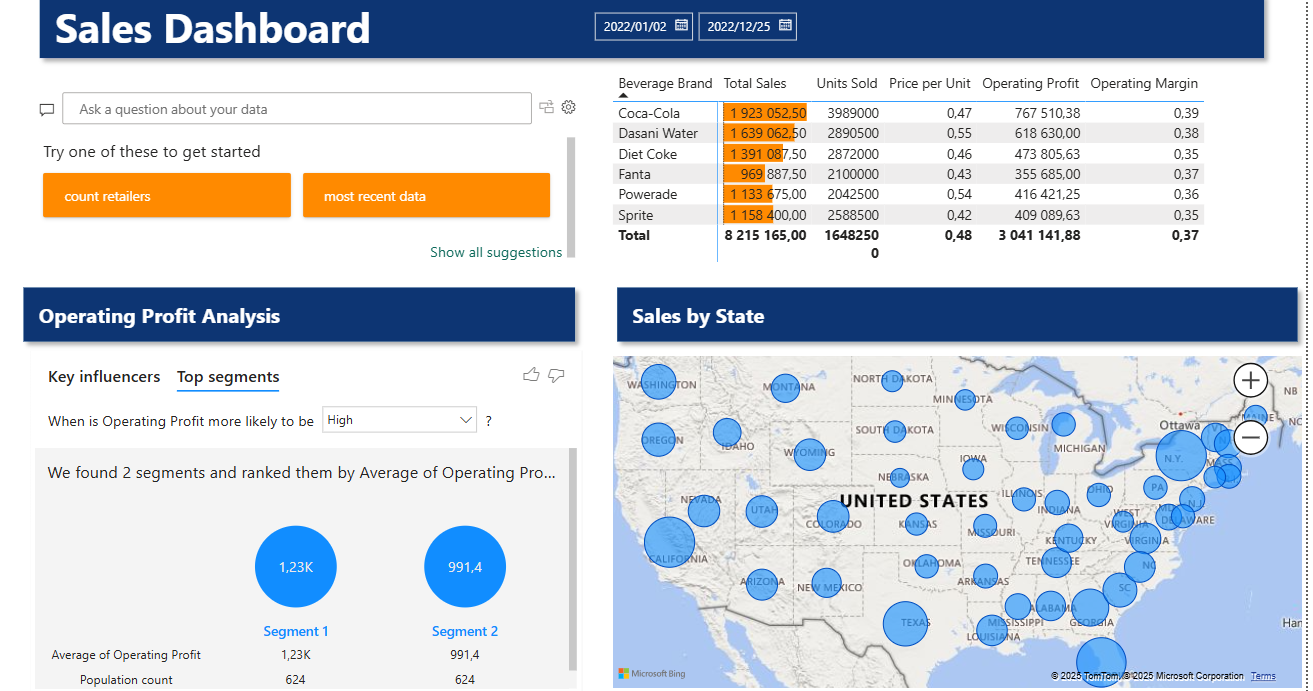 Sales Dashboard
2022/01/02 2022/12/25
Ask a question about your data
Try one of these to get started
count retailers most recent data
Show all suggestions
Beverage Brand Total Sales Units Sold Price per Unit Operating Profit Operating Margin
Coca-Cola 1 923 052,50 3989000 0,47 767 510,38 0,39
Dasani Water 1 639 062,50 2890500 0,55 618 630,00 0,38
Diet Coke 1 391 087,50 2872000 0,46 473 805,63 0,35
Fanta 969 887,50 2100000 0,43 355 685,00 0,37
Powerade 1 133 675,00 2042500 0,54 416 421,25 0,36
Sprite 1 158 400,00 2588500 0,42 409 089,63 0,35
Total 8 215 165,00 1648250 0,48 3 041 141,88 0,37
0
Operating Profit Analysis
Key influencers Top segments
When is Operating Profit more likely to be High ?
We found 2 segments and ranked them by Average of Operating Pro...
1,23K 991,4
Segment 1 Segment 2
Average of Operating Profit 1,23K 991,4
Population count 624 624
Sales by State
WASHINGTON
MONTANA
NORTH DAKOTA
MINNESOTA
NB
MAINE
Ottawa
OREGON
IDAHO
SOUTH DAKOTA
WISCONSIN
MICHIGAN
WYOMING
IOWA
N.Y.
MASS
NEBRASKA
PA
OHIO
ILLINOIS
INDIANA
NEVADA
UTAH
UNITED STATES
COLORADO
KANSAS
MISSOURI
WEST
VIRGINIA
MD
N.J.
DELAWARE
KENTUCKY
VIRGINIA
CALIFORNIA
OKLAHOMA
TENNESSEE
NC
ARIZONA
NEW MEXICO
ARKANSAS
SC
ALABAMA
TEXAS
MISSISSIPPI
GEORGIA
LOUISIANA
Microsoft Bing
© 2025 TomTom, © 2025 Microsoft Corporation Terms